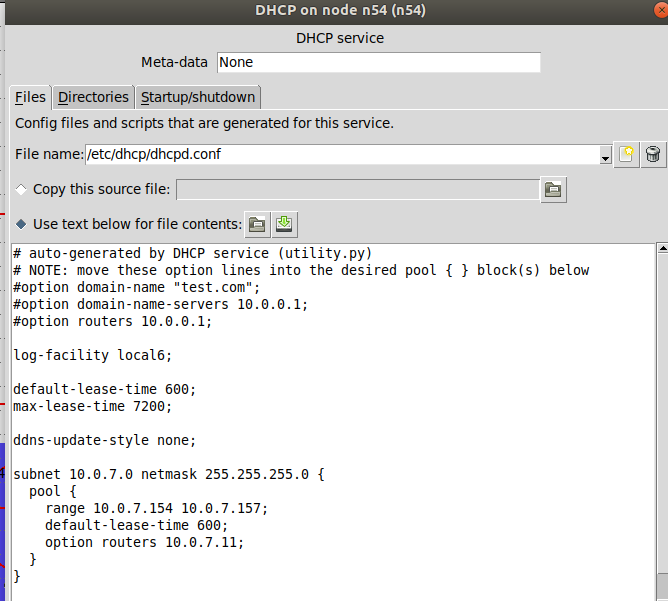 DHCP on node n54 (n54)
DHCP service
Meta-data None
Files Directories Startup/shutdown
Config files and scripts that are generated for this service.
File name: /etc/dhcp/dhcpd.conf
Copy this source file:
Use text below for file contents:
# auto-generated by DHCP service (utility.py)
# NOTE: move these option lines into the desired pool { } block(s) below
#option domain-name "test.com";
#option domain-name-servers 10.0.0.1;
#option routers 10.0.0.1;

log-facility local6;

default-lease-time 600;
max-lease-time 7200;

ddns-update-style none;

subnet 10.0.7.0 netmask 255.255.255.0 {
  pool {
    range 10.0.7.154 10.0.7.157;
    default-lease-time 600;
    option routers 10.0.7.11;
  }
}